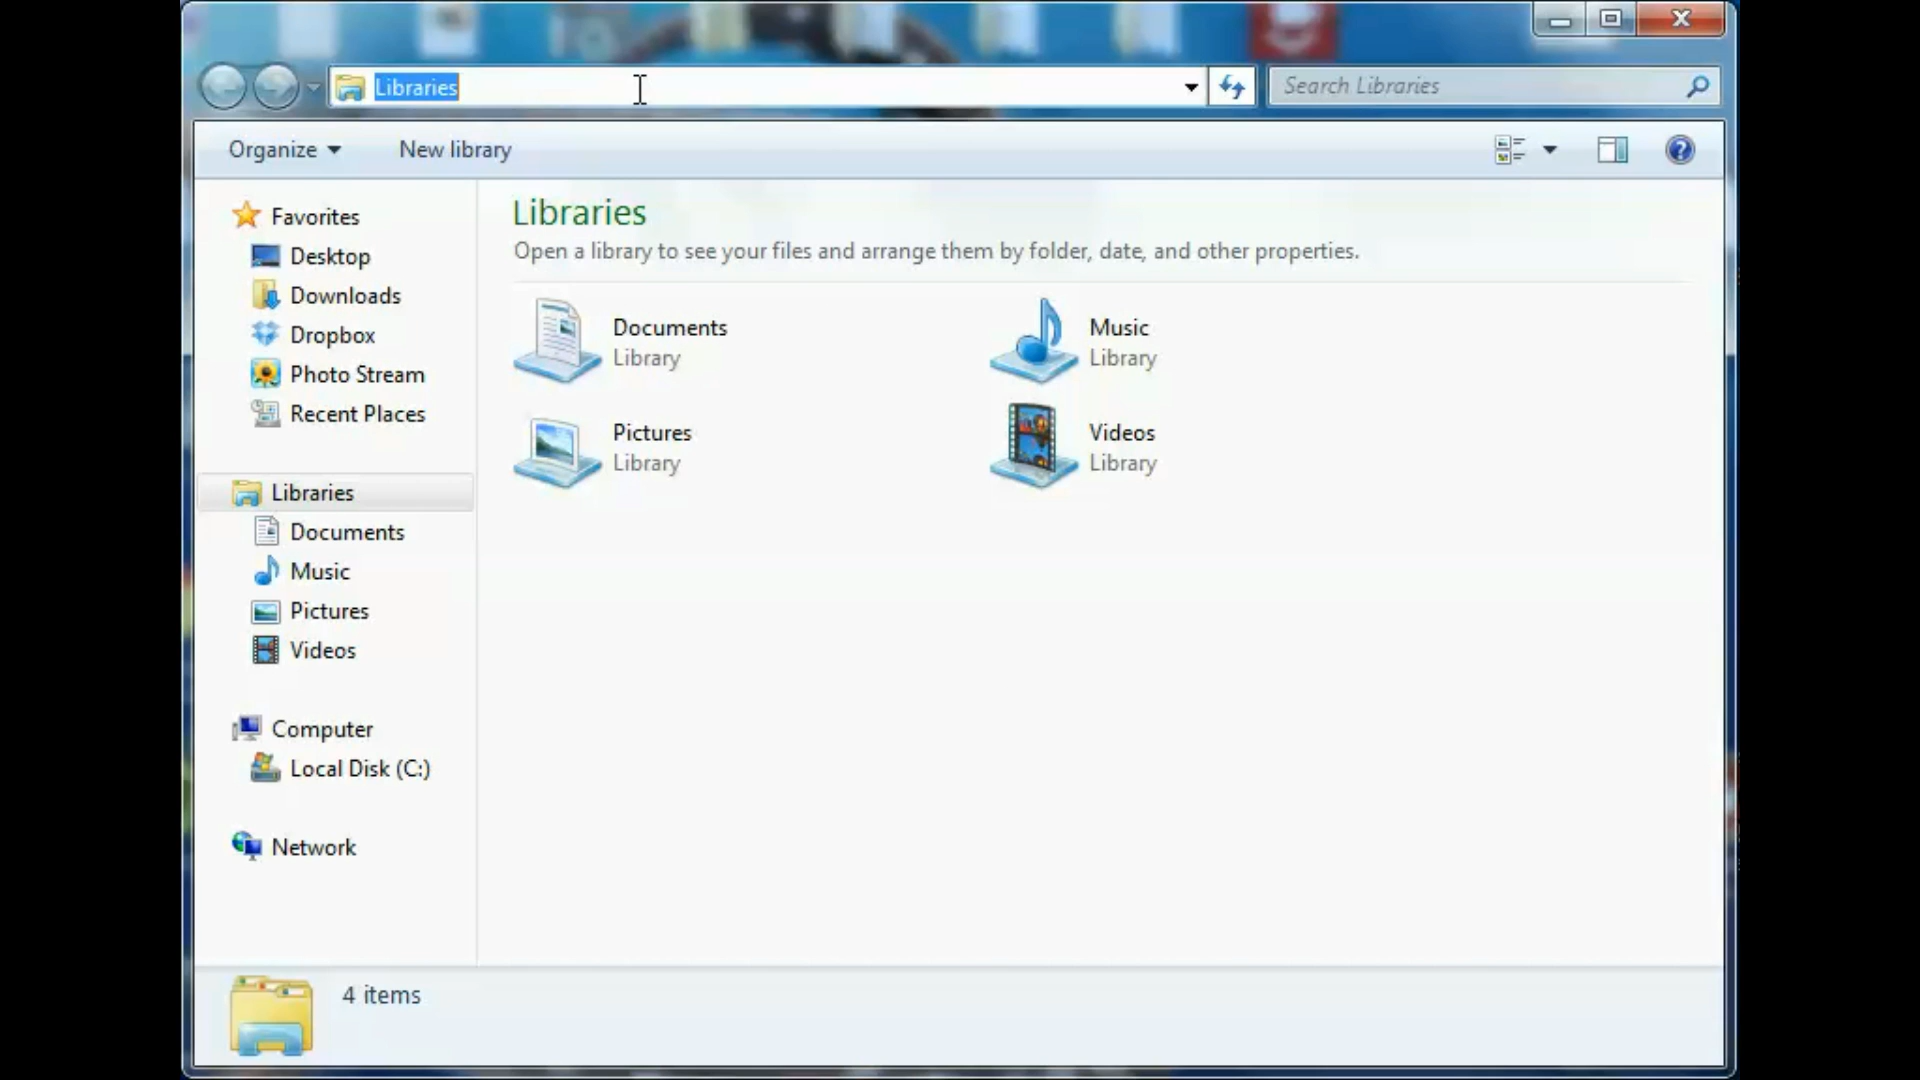 Libraries
Search Libraries
Organize
New library
Favorites
Desktop
Downloads
Dropbox
Photo Stream
Recent Places
Libraries
Documents
Music
Pictures
Videos
Computer
Local Disk (C:)
Network
Libraries
Open a library to see your files and arrange them by folder, date, and other properties.
Documents
Library
Music
Library
Pictures
Library
Videos
Library
4 items